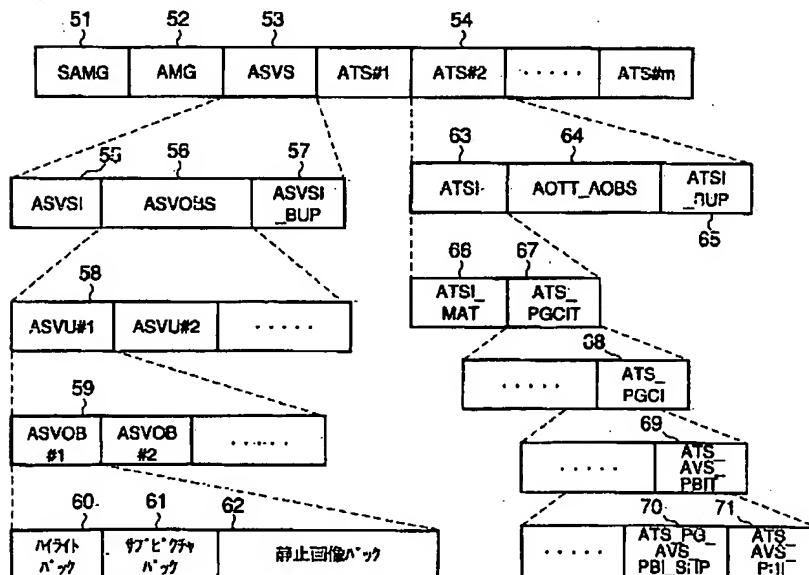 51 52 53 54
SAMG AMG ASVS ATS#1 ATS#2 ..... ATS#m
55 56 57 63 64
ASVSI ASVOBS ASVSI
_BUP
ATSI AOTT_AOBS ATSI
_BUP
65
58 66 67
ASVU#1 ASVU#2 .....
ATSI_
MAT
ATS_
PGCIT
68
..... ATS_
PGCI
59
ASVOB
#1
ASVOB
#2
.....
69
..... ATS_
AVS_
PBIT
60 61 62 70 71
ハイライト
パック
サブピクチャ
パック
静止画像パック
..... ATS_PG_
AVS_
ATS_
AVS_